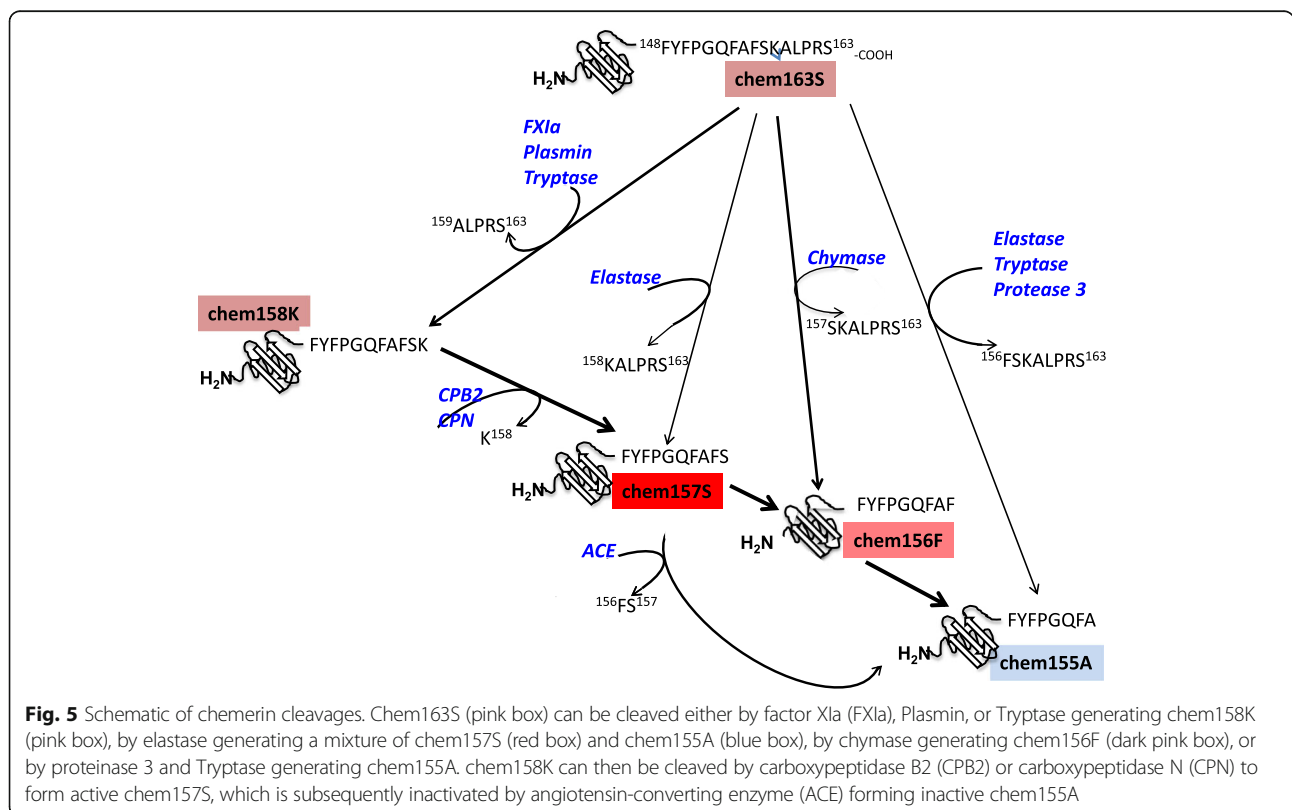 ¹⁴⁸FYFPGQFAFSKALPRS¹⁶³-COOH
H₂N
chem163S
FXIa
Plasmin
Tryptase
¹⁵⁹ALPRS¹⁶³
Elastase
¹⁵⁸KALPRS¹⁶³
Chymase
¹⁵⁷SKALPRS¹⁶³
Elastase
Tryptase
Protease 3
¹⁵⁶FSKALPRS¹⁶³
chem158K
FYFPGQFAFSK
H₂N
CPB2
CPN
K¹⁵⁸
FYFPGQFAFS
H₂N
chem157S
FYFPGQFAF
H₂N
chem156F
ACE
¹⁵⁶FS¹⁵⁷
FYFPGQFA
H₂N
chem155A
Fig. 5 Schematic of chemerin cleavages. Chem163S (pink box) can be cleaved either by factor XIa (FXIa), Plasmin, or Tryptase generating chem158K
(pink box), by elastase generating a mixture of chem157S (red box) and chem155A (blue box), by chymase generating chem156F (dark pink box), or
by proteinase 3 and Tryptase generating chem155A. chem158K can then be cleaved by carboxypeptidase B2 (CPB2) or carboxypeptidase N (CPN) to
form active chem157S, which is subsequently inactivated by angiotensin-converting enzyme (ACE) forming inactive chem155A